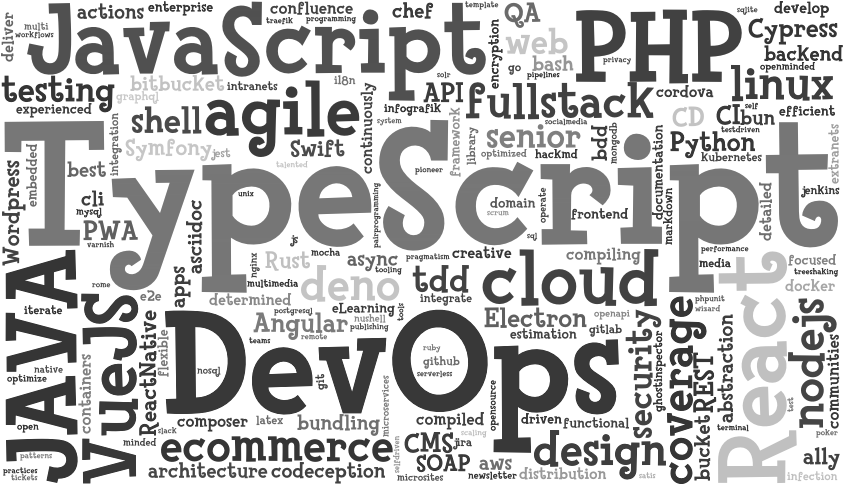 JavaScript
actions
enterprise
confluence
traefik
programming
chef
template
QA
sqlite
develop
deliver
multi
workflows
encryption
web
PHP
Cypress
privacy
backend
openminded
testing
bitbucket
intranets
il8n
solr
go
bash
pipelines
linux
experienced
graphql
agile
continuously
API
infografik
fullstack
cordova
CD
CI
self
bun
efficient
shell
system
socialmedia
testdriven
integration
Symfony
jest
Swift
talented
pioneer
framework
library
senior
optimized
hackmd
bdd
mongodb
documentation
Python
Kubernetes
extranets
TypeScript
Wordpress
embedded
best
cli
mysql
PWA
varnish
asciidoc
unix
js
mocha
pairprogramming
domain
scrum
operate
frontend
sql
markdown
detailed
jenkins
performance
media
rome
nginx
Rust
multimedia
async
tooling
pragmatism
creative
compiling
focused
treeshaking
docker
JAVA
iterate
e2e
apps
determined
deno
tdd
integrate
cloud
phpunit
wizard
VueJS
ReactNative
flexible
postgresql
Angular
eLearning
nushell
publishing
tools
remote
teams
Electron
openapi
estimation
gitlab
React
native
optimize
containers
DevOps
nosql
git
ruby
github
serverless
microservices
opensource
security
ghostinspector
coverage
REST
bucket
abstraction
nodejs
communities
test
open
slack
minded
composer
latex
bundling
compiled
scaling
driven
functional
terminal
poker
patterns
practices
tickets
ecommerce
selfdriven
CMS
jira
SOAP
design
ally
architecture
codeception
microsites
aws
newsletter
distribution
satis
infection